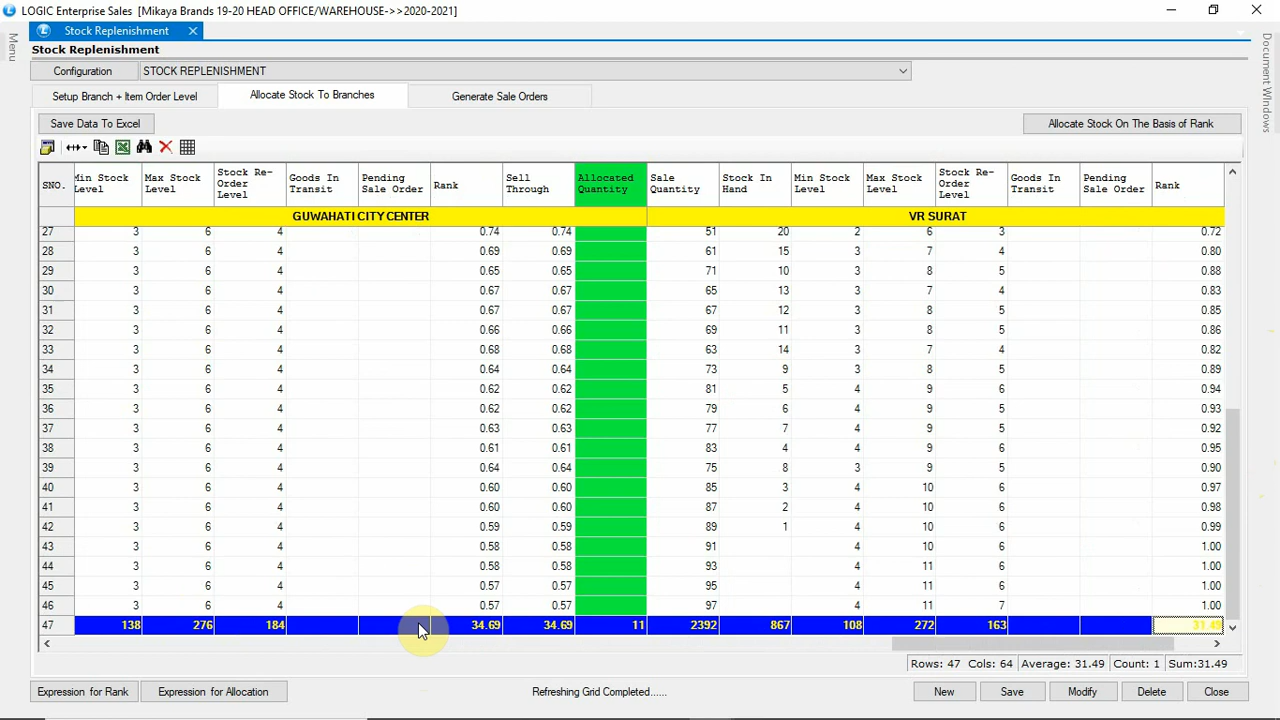 LOGIC Enterprise Sales [Mikaya Brands 19-20 HEAD OFFICE/WAREHOUSE->>2020-2021]
Menu
Stock Replenishment
Document Windows
Stock Replenishment
Configuration STOCK REPLENISHMENT
Setup Branch + Item Order Level Allocate Stock To Branches Generate Sale Orders
Save Data To Excel Allocate Stock On The Basis of Rank
SNO. Min Stock Level Max Stock Level Stock Re-Order Level Goods In Transit Pending Sale Order Rank Sell Through Allocated Quantity Sale Quantity Stock In Hand Min Stock Level Max Stock Level Stock Re-Order Level Goods In Transit Pending Sale Order Rank
GUWAHATI CITY CENTER VR SURAT
27 3 6 4 0.74 0.74 51 20 2 6 3 0.72
28 3 6 4 0.69 0.69 61 15 3 7 4 0.80
29 3 6 4 0.65 0.65 71 10 3 8 5 0.88
30 3 6 4 0.67 0.67 65 13 3 7 4 0.83
31 3 6 4 0.67 0.67 67 12 3 8 5 0.85
32 3 6 4 0.66 0.66 69 11 3 8 5 0.86
33 3 6 4 0.68 0.68 63 14 3 7 4 0.82
34 3 6 4 0.64 0.64 73 9 3 8 5 0.89
35 3 6 4 0.62 0.62 81 5 4 9 6 0.94
36 3 6 4 0.62 0.62 79 6 4 9 5 0.93
37 3 6 4 0.63 0.63 77 7 4 9 5 0.92
38 3 6 4 0.61 0.61 83 4 4 9 6 0.95
39 3 6 4 0.64 0.64 75 8 3 9 5 0.90
40 3 6 4 0.60 0.60 85 3 4 10 6 0.97
41 3 6 4 0.60 0.60 87 2 4 10 6 0.98
42 3 6 4 0.59 0.59 89 1 4 10 6 0.99
43 3 6 4 0.58 0.58 91 4 10 6 1.00
44 3 6 4 0.58 0.58 93 4 11 6 1.00
45 3 6 4 0.57 0.57 95 4 11 6 1.00
46 3 6 4 0.57 0.57 97 4 11 7 1.00
47 138 276 184 34.69 34.69 11 2392 867 108 272 163 31.49
Rows: 47 Cols: 64 Average: 31.49 Count: 1 Sum:31.49
Expression for Rank Expression for Allocation Refreshing Grid Completed...... New Save Modify Delete Close